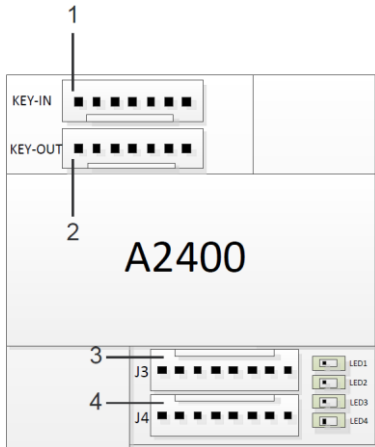 1
KEY-IN
KEY-OUT
2
A2400
3
J3
LED1
LED2
4
LED3
J4
LED4